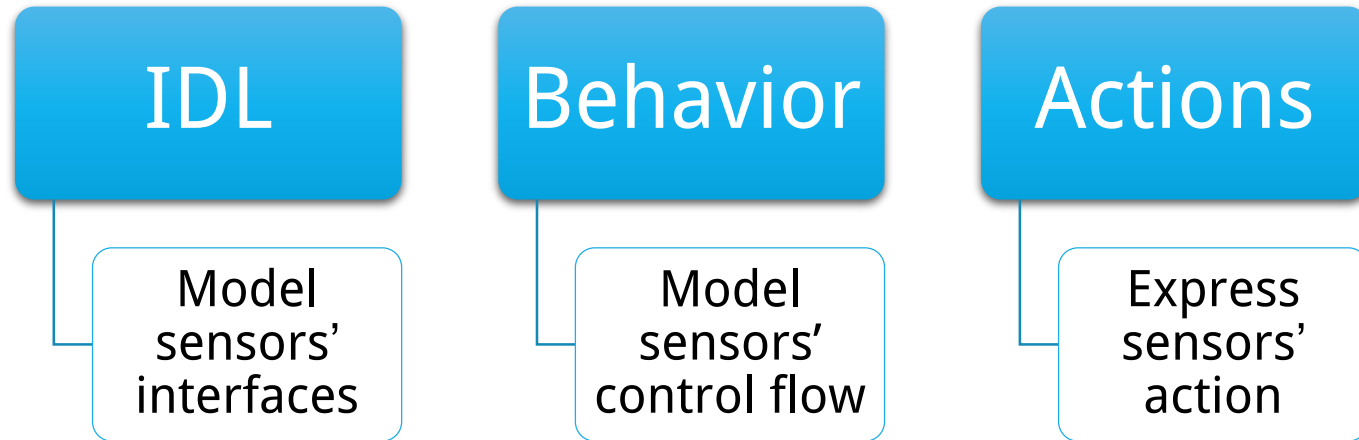 IDL
Model
sensors’
interfaces
Behavior
Model
sensors’
control flow
Actions
Express
sensors’
action